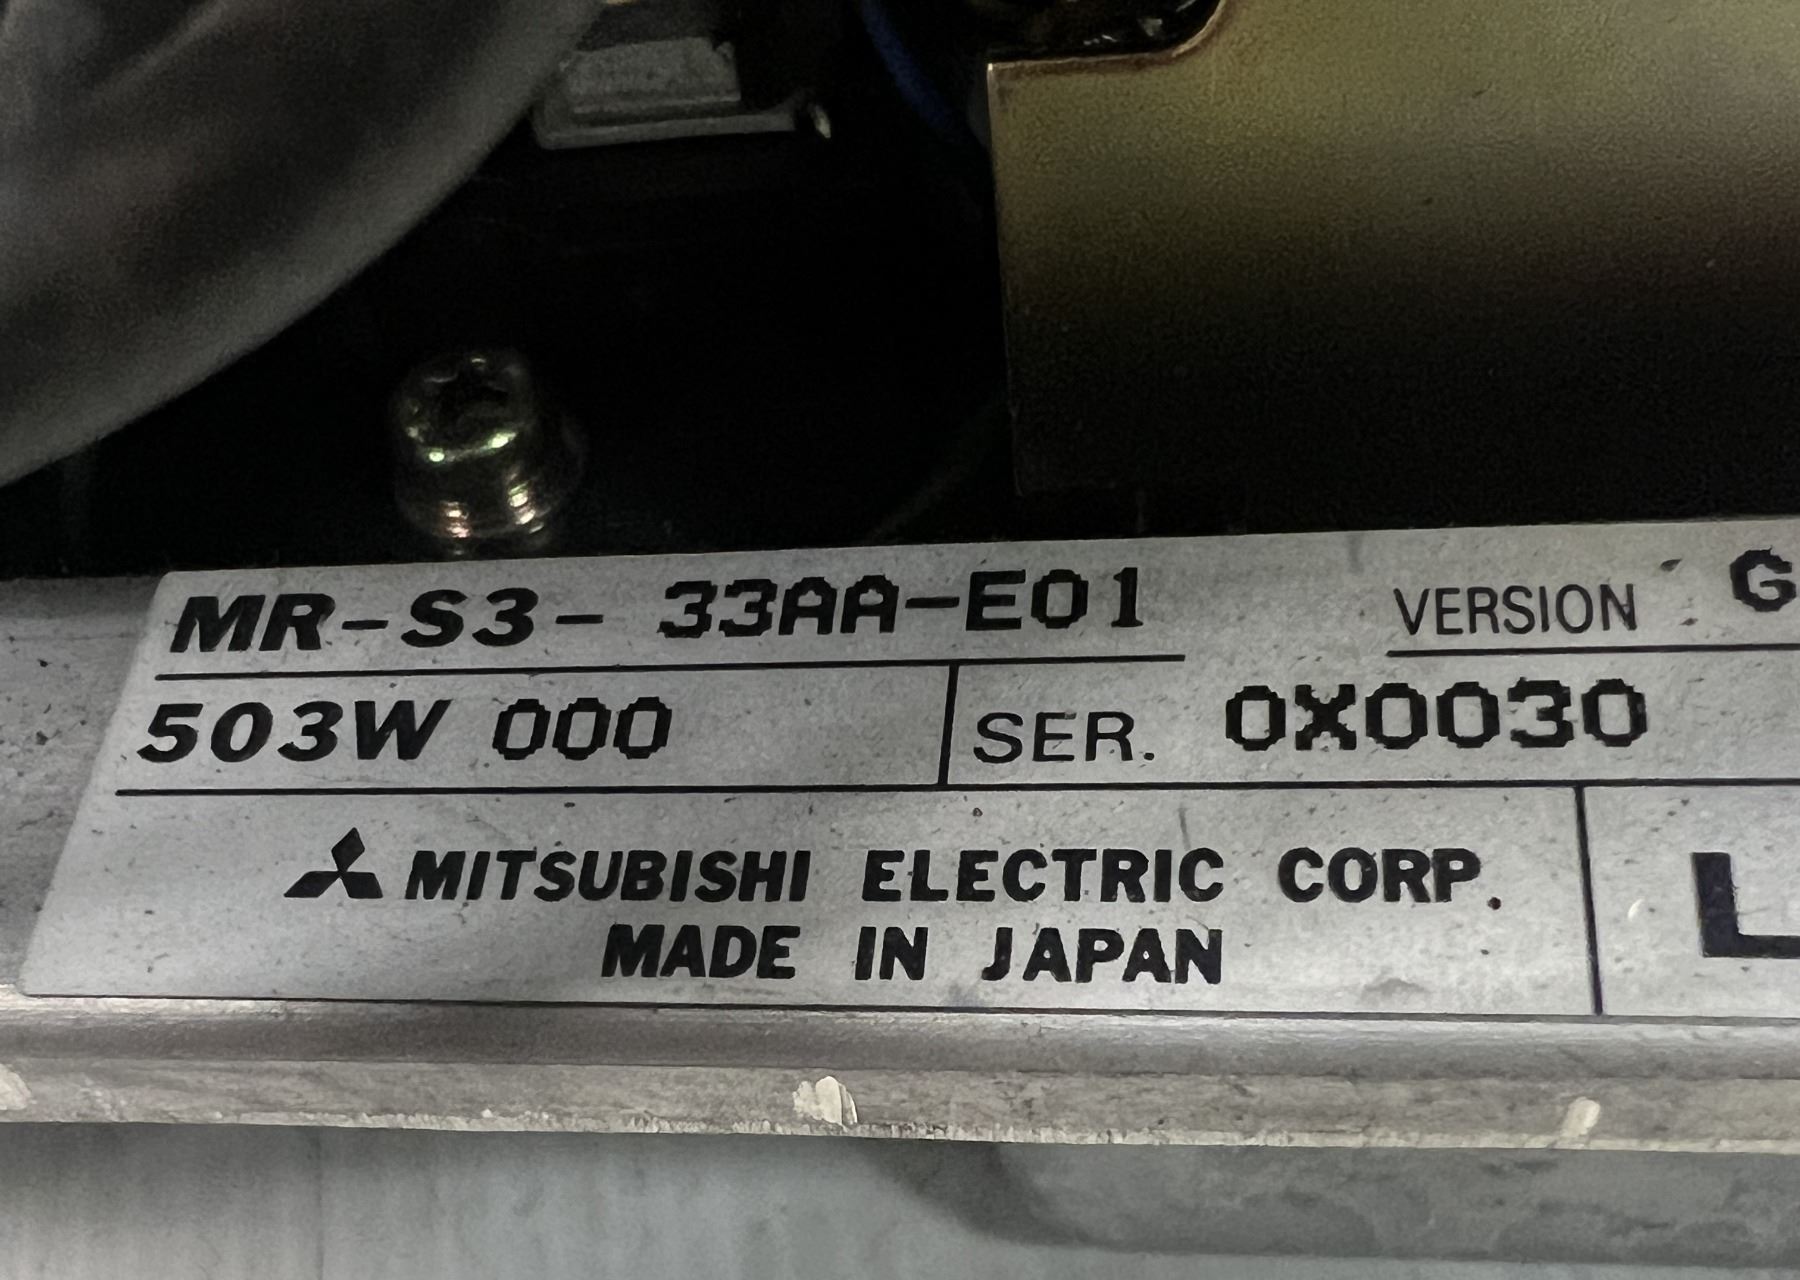 MR-S3- 33AA-E01 VERSION G
503W 000 SER. 0X0030
MITSUBISHI ELECTRIC CORP.
MADE IN JAPAN
L